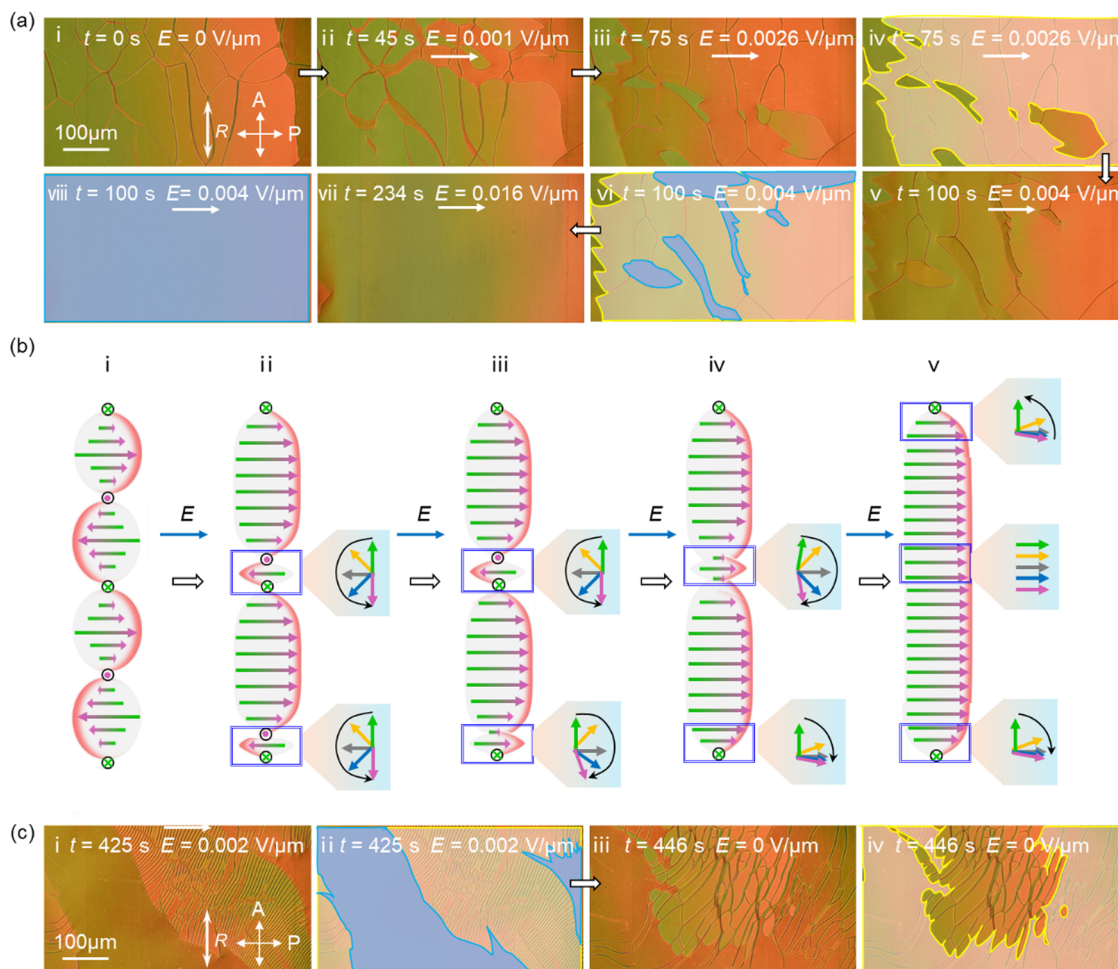 (a)
i t = 0 s E = 0 V/μm
ii t = 45 s E = 0.001 V/μm
iii t = 75 s E = 0.0026 V/μm
iv t = 75 s E = 0.0026 V/μm
A
R
P
100μm
viii t = 100 s E = 0.004 V/μm
vii t = 234 s E = 0.016 V/μm
vi t = 100 s E = 0.004 V/μm
v t = 100 s E = 0.004 V/μm
(b)
i
ii
iii
iv
v
E
E
E
E
(c)
i t = 425 s E = 0.002 V/μm
ii t = 425 s E = 0.002 V/μm
iii t = 446 s E = 0 V/μm
iv t = 446 s E = 0 V/μm
A
R
P
100μm